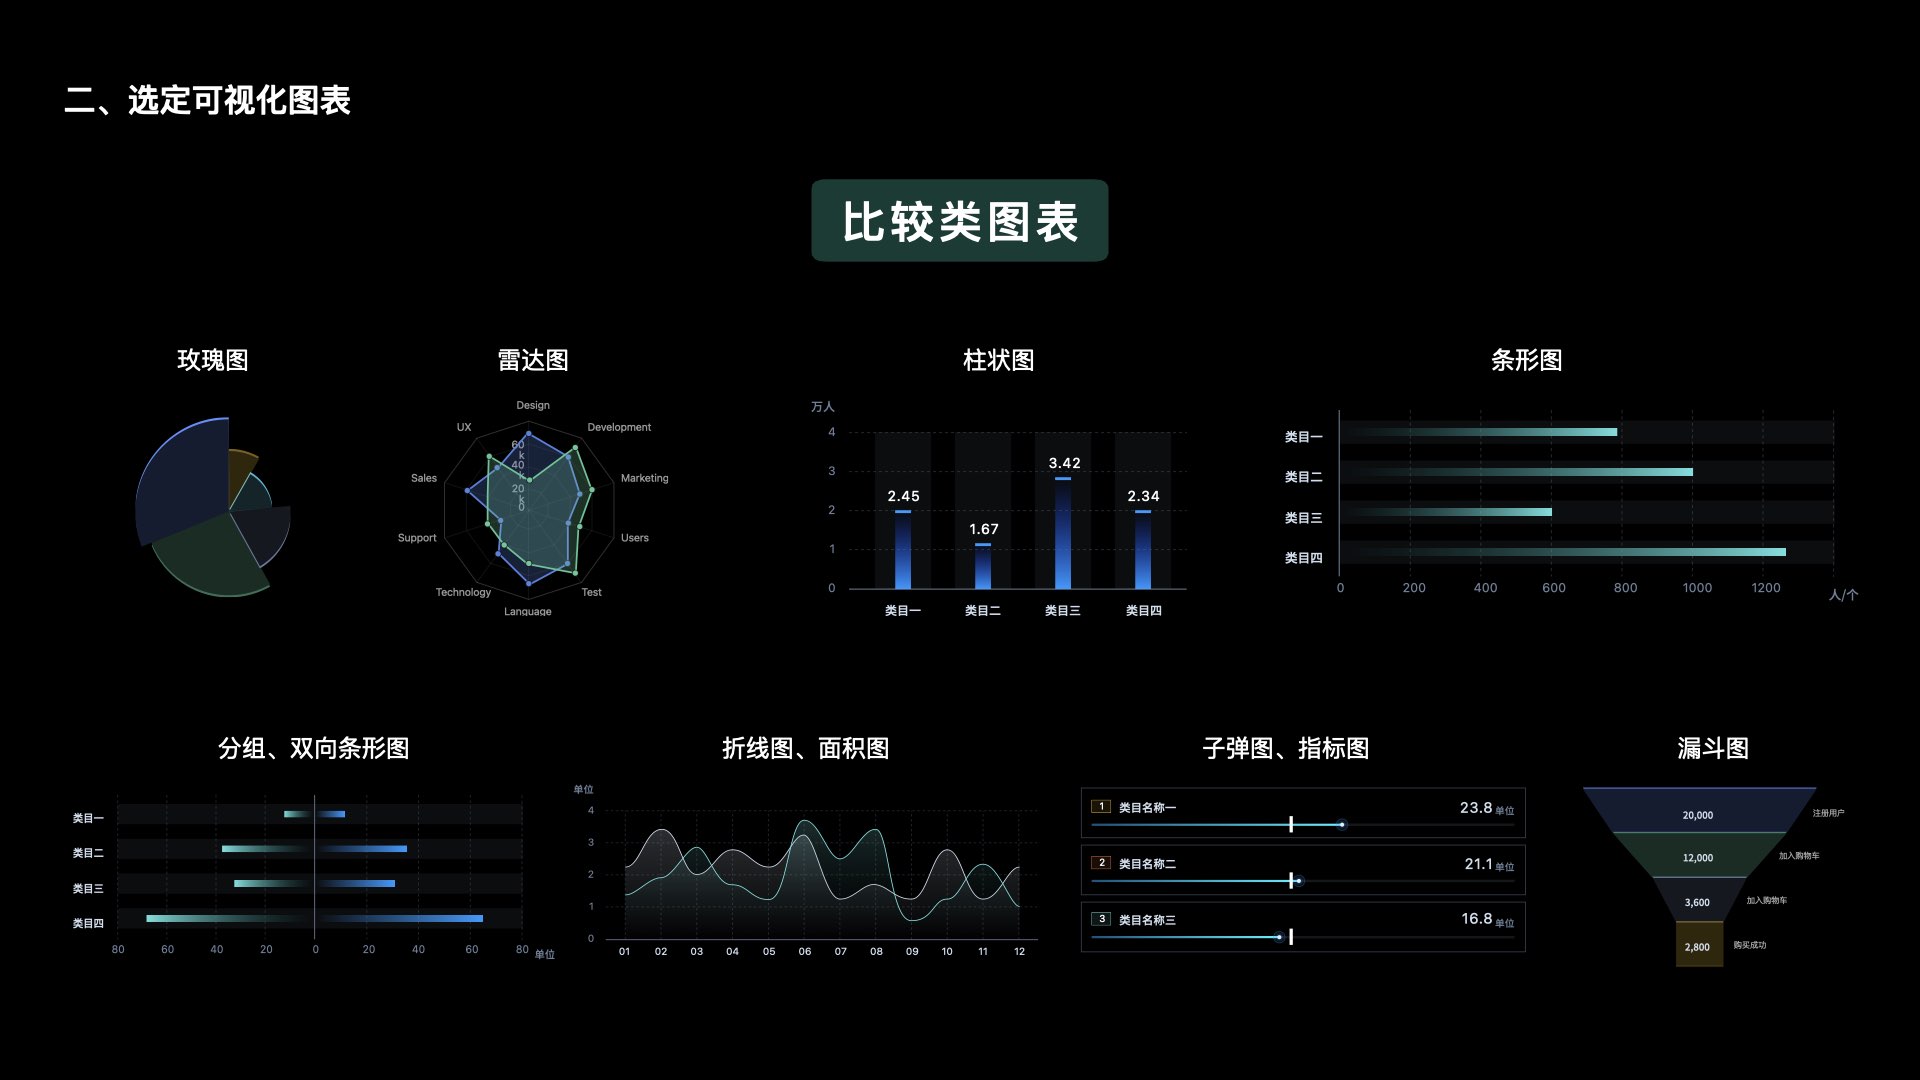 二、选定可视化图表
比较类图表
玫瑰图
雷达图
Design
UX
Development
60
k
40
Sales
k
Marketing
20
k
0
Support
Users
Technology
Test
Language
柱状图
万人
4
3
2
1
0
2.45
1.67
3.42
2.34
类目一 类目二 类目三 类目四
条形图
类目一
类目二
类目三
类目四
0 200 400 600 800 1000 1200
人/个
分组、双向条形图
类目一
类目二
类目三
类目四
80 60 40 20 0 20 40 60 80
单位
折线图、面积图
单位
4
3
2
1
0
01 02 03 04 05 06 07 08 09 10 11 12
子弹图、指标图
1 类目名称一 23.8 单位
2 类目名称二 21.1 单位
3 类目名称三 16.8 单位
漏斗图
20,000 注册用户
12,000 加入购物车
3,600 加入购物车
2,800 购买成功